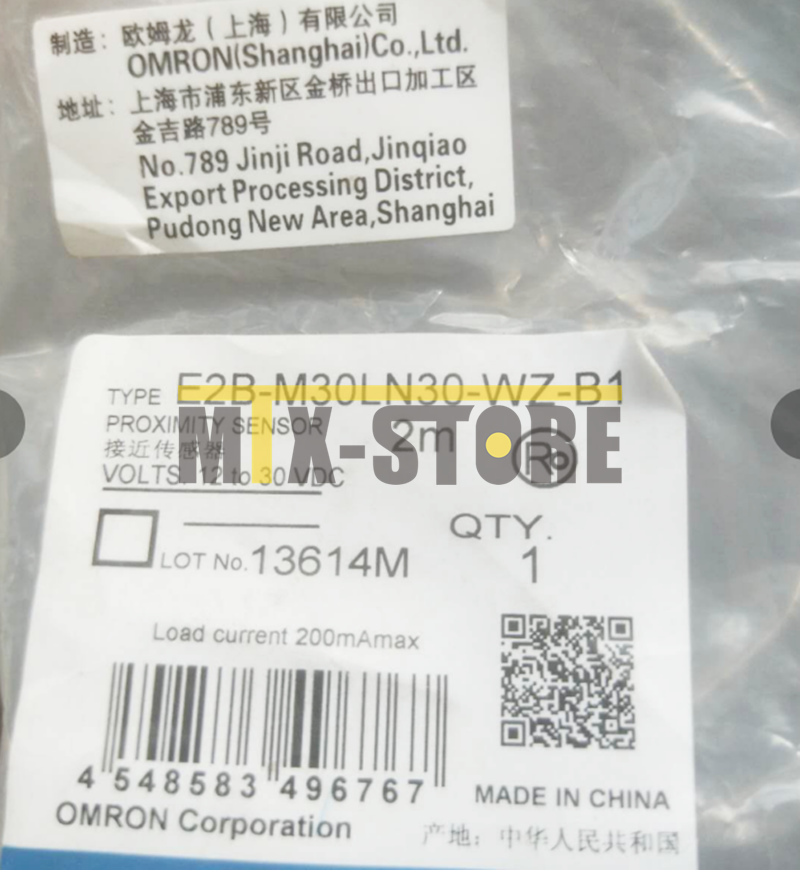 制造：欧姆龙（上海）有限公司
OMRON(Shanghai)Co.,Ltd.
地址：上海市浦东新区金桥出口加工区
金吉路789号
No.789 Jinji Road,Jinqiao
Export Processing District,
Pudong New Area,Shanghai
TYPE E2B-M30LN30-WZ-B1
PROXIMITY SENSOR 2m
接近传感器
MIX-STORE
R
VOLTS. 12 to 30 VDC
QTY.
LOT No.13614M 1
Load current 200mAmax
4 548583 496767
MADE IN CHINA
OMRON Corporation
产地：中华人民共和国